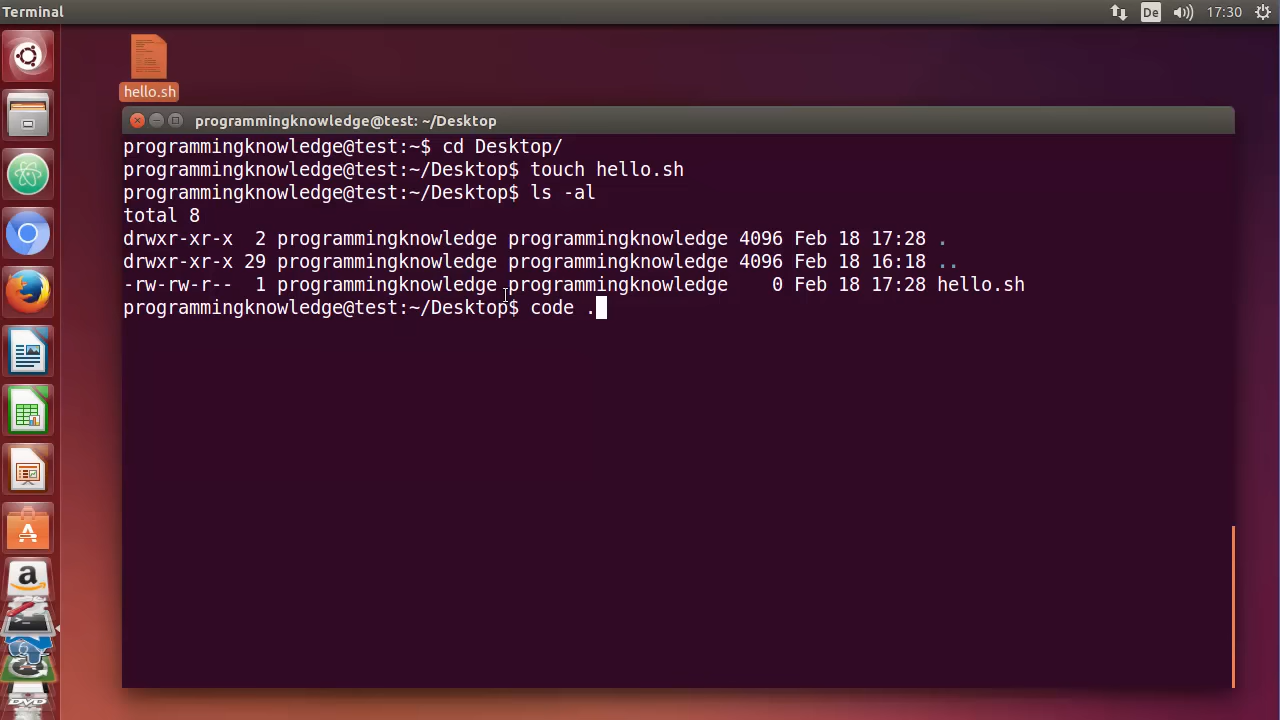 Terminal
De
17:30
hello.sh
programmingknowledge@test: ~/Desktop
programmingknowledge@test:~$ cd Desktop/
programmingknowledge@test:~/Desktop$ touch hello.sh
programmingknowledge@test:~/Desktop$ ls -al
total 8
drwxr-xr-x  2 programmingknowledge programmingknowledge 4096 Feb 18 17:28 .
drwxr-xr-x 29 programmingknowledge programmingknowledge 4096 Feb 18 16:18 ..
-rw-rw-r--  1 programmingknowledge programmingknowledge    0 Feb 18 17:28 hello.sh
programmingknowledge@test:~/Desktop$ code .
A
a
DVD